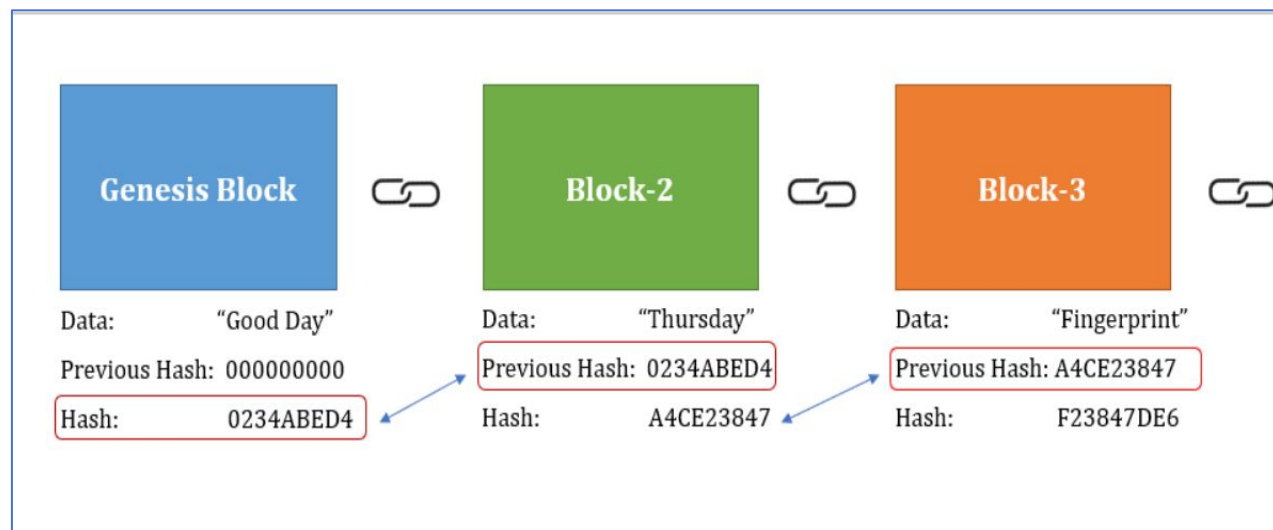 Genesis Block
Data: “Good Day”
Previous Hash: 000000000
Hash: 0234ABED4
Block-2
Data: “Thursday”
Previous Hash: 0234ABED4
Hash: A4CE23847
Block-3
Data: “Fingerprint”
Previous Hash: A4CE23847
Hash: F23847DE6